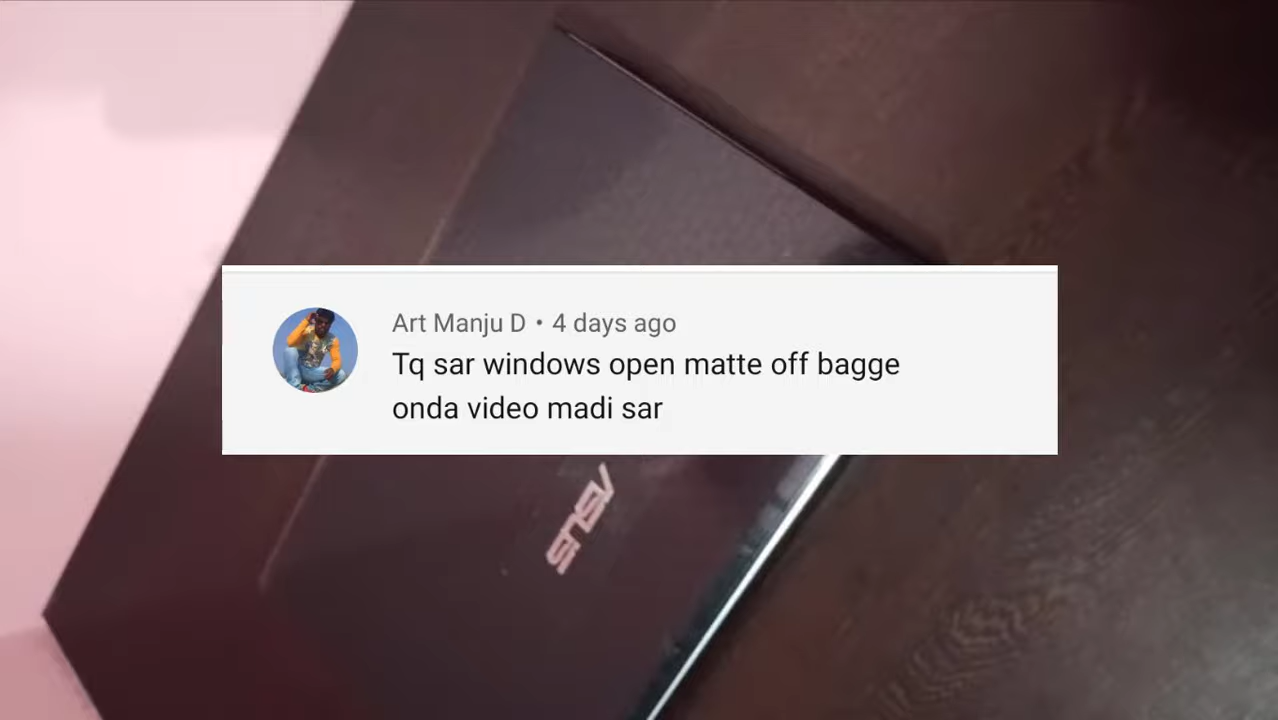 Art Manju D • 4 days ago
Tq sar windows open matte off bagge
onda video madi sar
ASUS